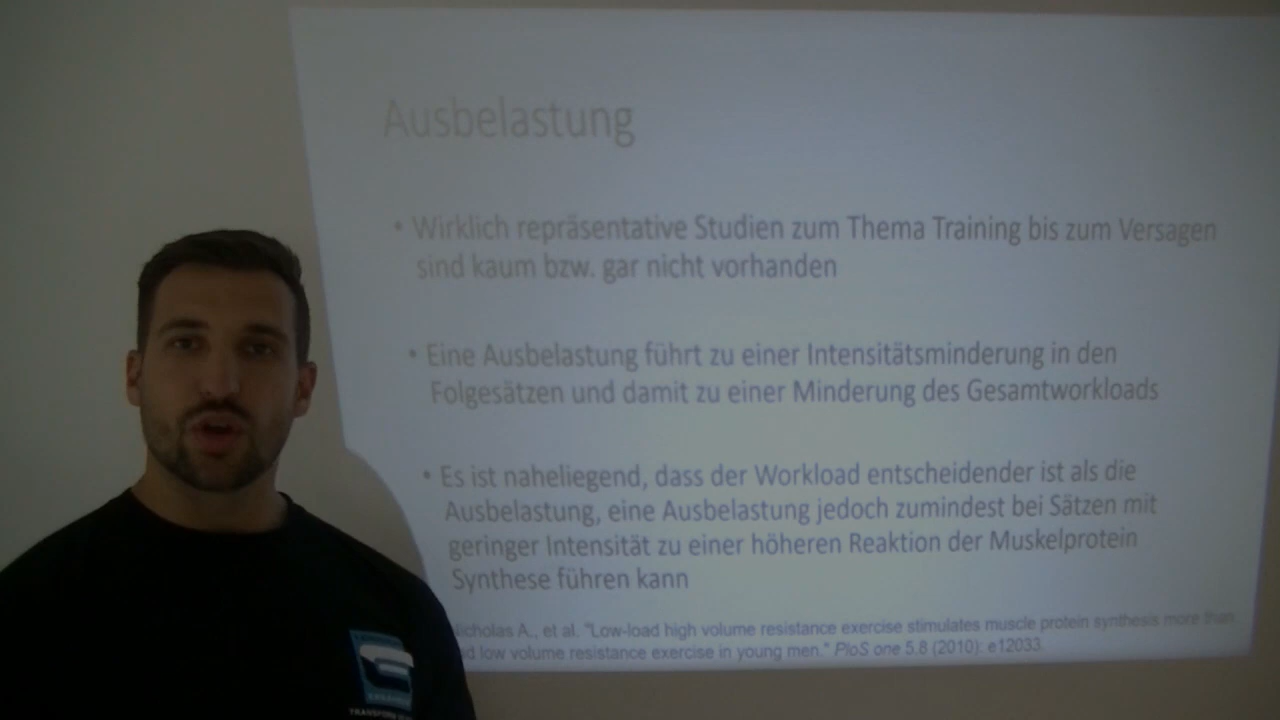 Ausbelastung
• Wirklich repräsentative Studien zum Thema Training bis zum Versagen
sind kaum bzw. gar nicht vorhanden
• Eine Ausbelastung führt zu einer Intensitätsminderung in den
Folgesätzen und damit zu einer Minderung des Gesamtworkloads
• Es ist naheliegend, dass der Workload entscheidender ist als die
Ausbelastung, eine Ausbelastung jedoch zumindest bei Sätzen mit
geringer Intensität zu einer höheren Reaktion der Muskelprotein
Synthese führen kann
A., et al. "Low-load high volume resistance exercise stimulates muscle protein synthesis more than
low volume resistance exercise in young men." PloS one 5.8 (2010): e12033.